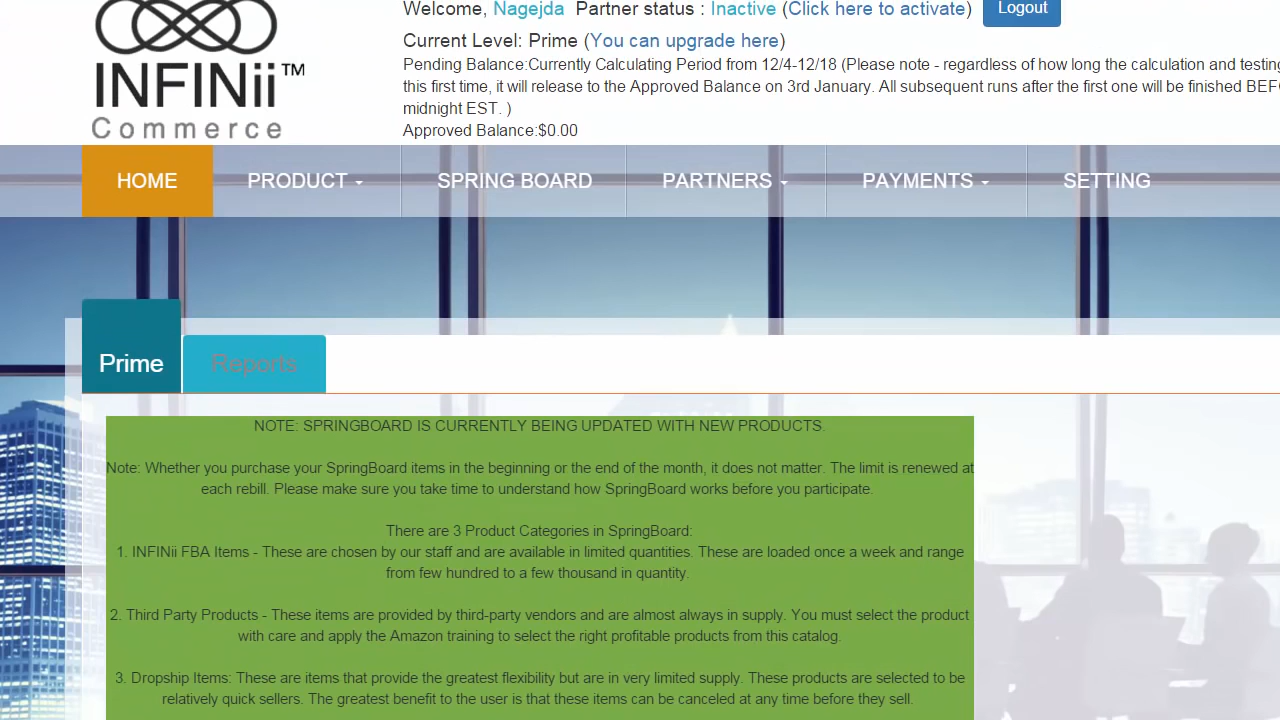 Welcome, Nagejda Partner status : Inactive (Click here to activate) Logout
INFINii™
Commerce
Current Level: Prime (You can upgrade here)
Pending Balance:Currently Calculating Period from 12/4-12/18 (Please note - regardless of how long the calculation and testing
this first time, it will release to the Approved Balance on 3rd January. All subsequent runs after the first one will be finished
midnight EST. )
Approved Balance:$0.00
HOME PRODUCT SPRING BOARD PARTNERS PAYMENTS SETTING
Prime Reports
NOTE: SPRINGBOARD IS CURRENTLY BEING UPDATED WITH NEW PRODUCTS.
Note: Whether you purchase your SpringBoard items in the beginning or the end of the month, it does not matter. The limit is renewed at
each rebill. Please make sure you take time to understand how SpringBoard works before you participate.
There are 3 Product Categories in SpringBoard:
1. INFINii FBA Items - These are chosen by our staff and are available in limited quantities. These are loaded once a week and range
from few hundred to a few thousand in quantity.
2. Third Party Products - These items are provided by third-party vendors and are almost always in supply. You must select the product
with care and apply the Amazon training to select the right profitable products from this catalog.
3. Dropship Items: These are items that provide the greatest flexibility but are in very limited supply. These products are selected to be
relatively quick sellers. The greatest benefit to the user is that these items can be canceled at any time before they sell.